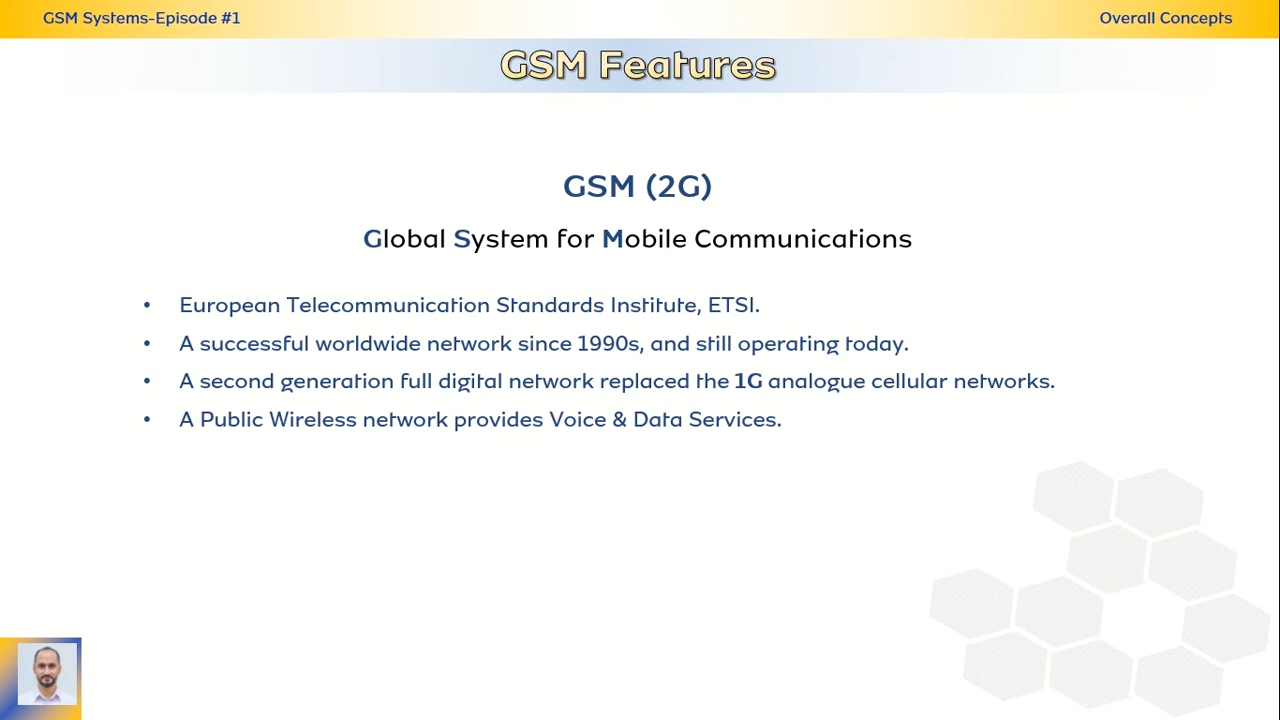 GSM Systems-Episode #1
Overall Concepts
GSM Features
GSM (2G)
Global System for Mobile Communications
• European Telecommunication Standards Institute, ETSI.
• A successful worldwide network since 1990s, and still operating today.
• A second generation full digital network replaced the 1G analogue cellular networks.
• A Public Wireless network provides Voice & Data Services.